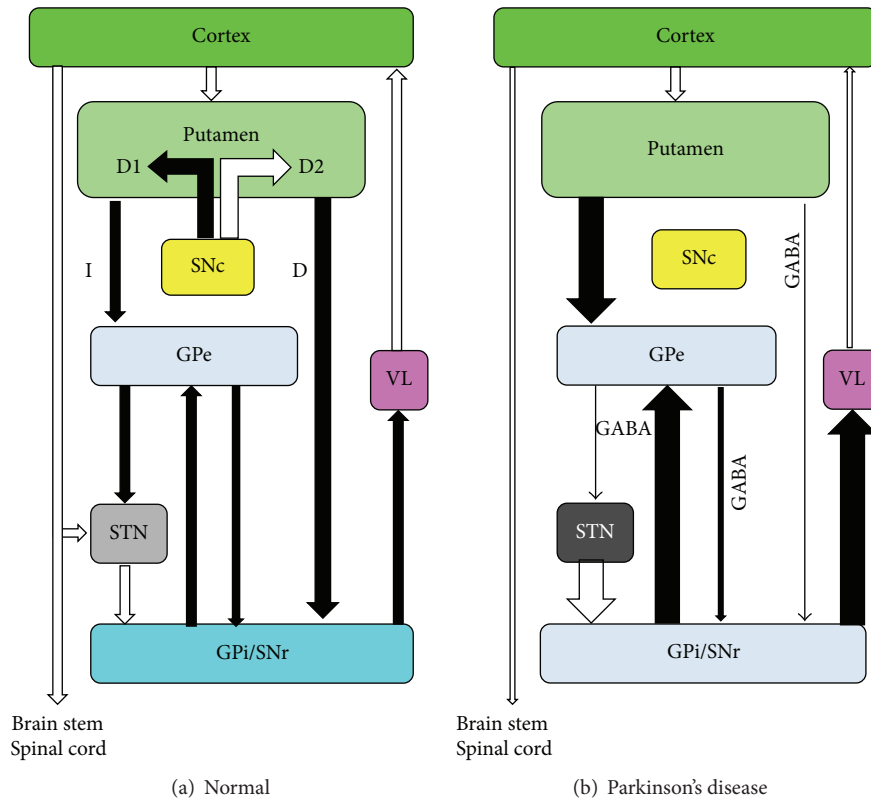 Cortex
Putamen
D1
D2
SNc
I
D
GPe
VL
STN
GPi/SNr
Brain stem
Spinal cord
(a) Normal
Cortex
Putamen
SNc
GABA
GPe
VL
GABA
GABA
STN
GPi/SNr
Brain stem
Spinal cord
(b) Parkinson's disease